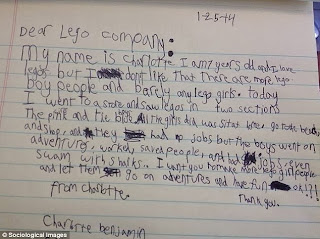 1-25-14
Dear Lego company:
My name is Charlotte. I am 7 years old and I love
legos but I don't like that there are more lego
boy people and barely any lego girls. today
I went to a store and saw legos in two sections
the pink and the blue. All the girls did was sit at the beach,
and shop, and they had no jobs but the boys went on
adventures, worked, saved people, and had jobs, even
swam with sharks. I want you to make more lego girl people
and let them go on adventures and have fun ok!?!
Thank you.
from charlotte.
Charlotte benjamin
© Sociological Images